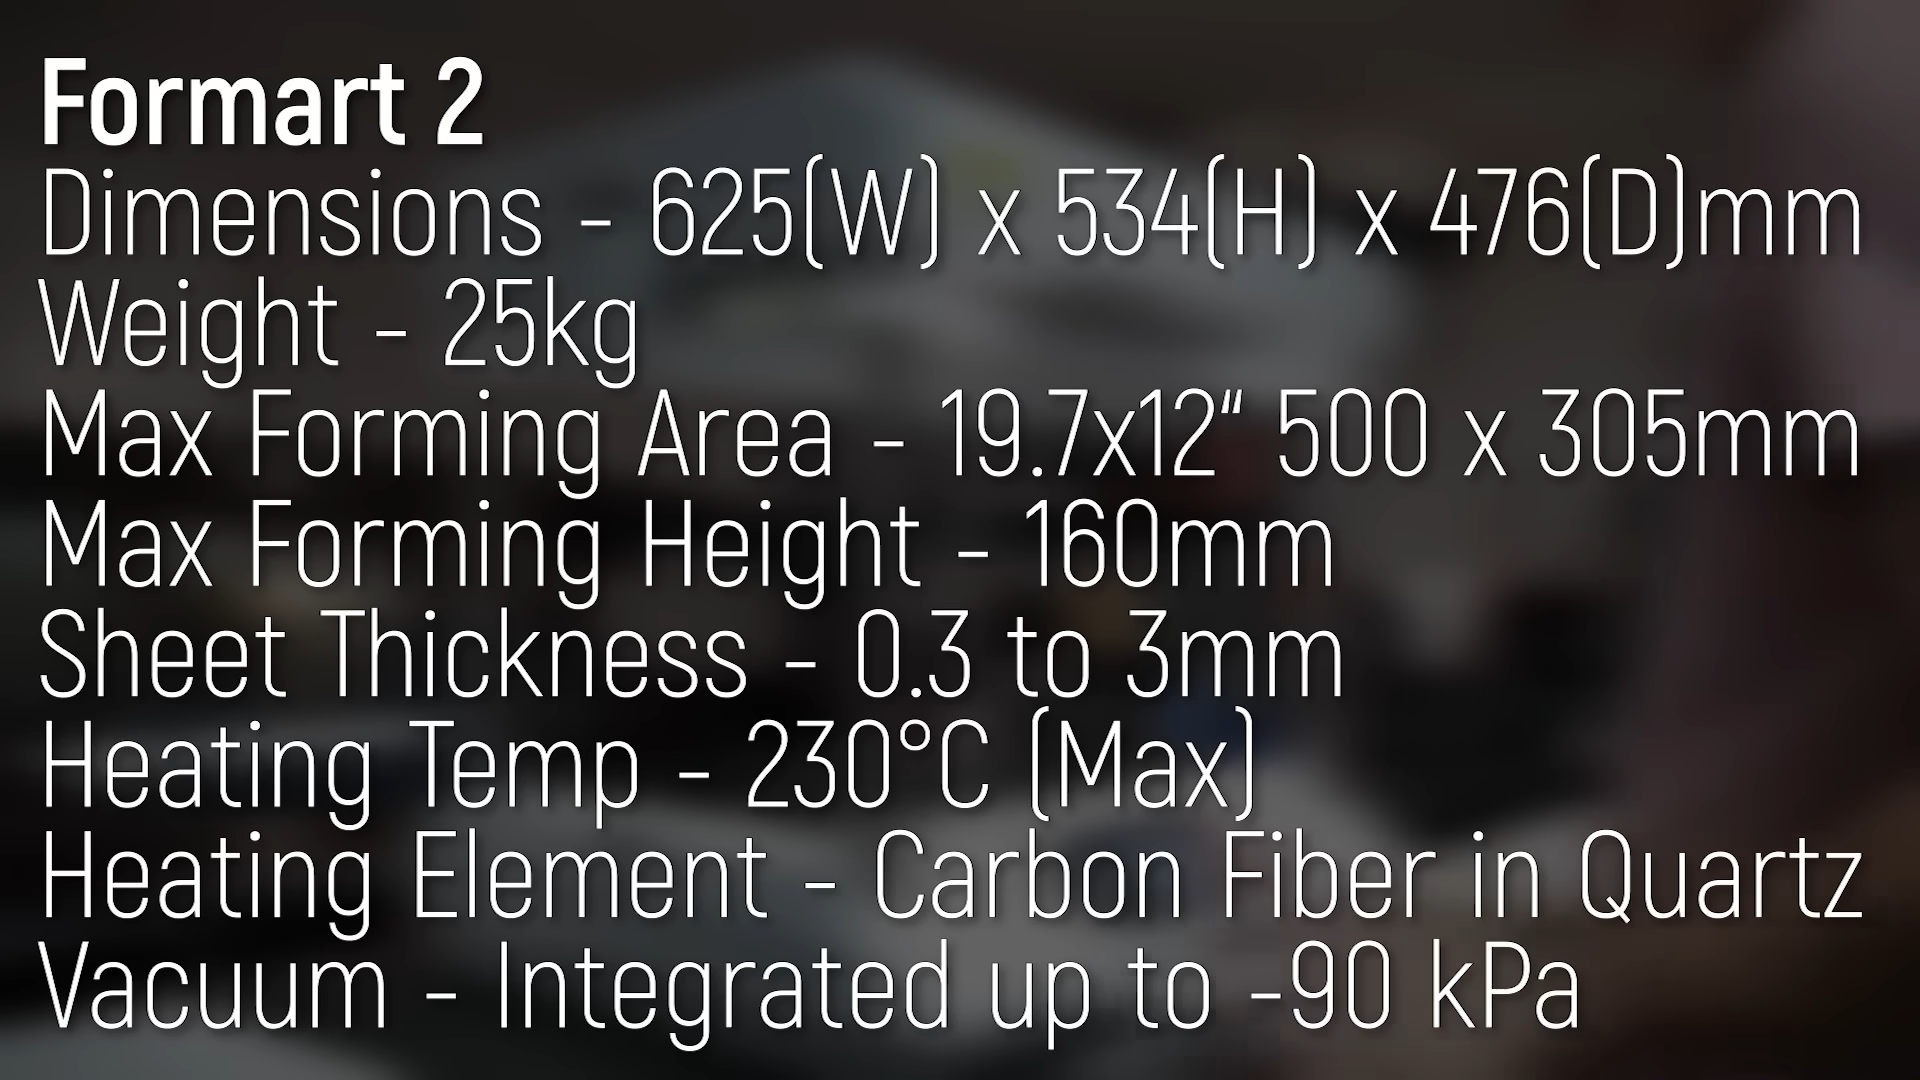 Formart 2
Dimensions - 625(W) x 534(H) x 476(D)mm
Weight - 25kg
Max Forming Area - 19.7x12“ 500 x 305mm
Max Forming Height - 160mm
Sheet Thickness - 0.3 to 3mm
Heating Temp - 230°C (Max)
Heating Element - Carbon Fiber in Quartz
Vacuum - Integrated up to -90 kPa